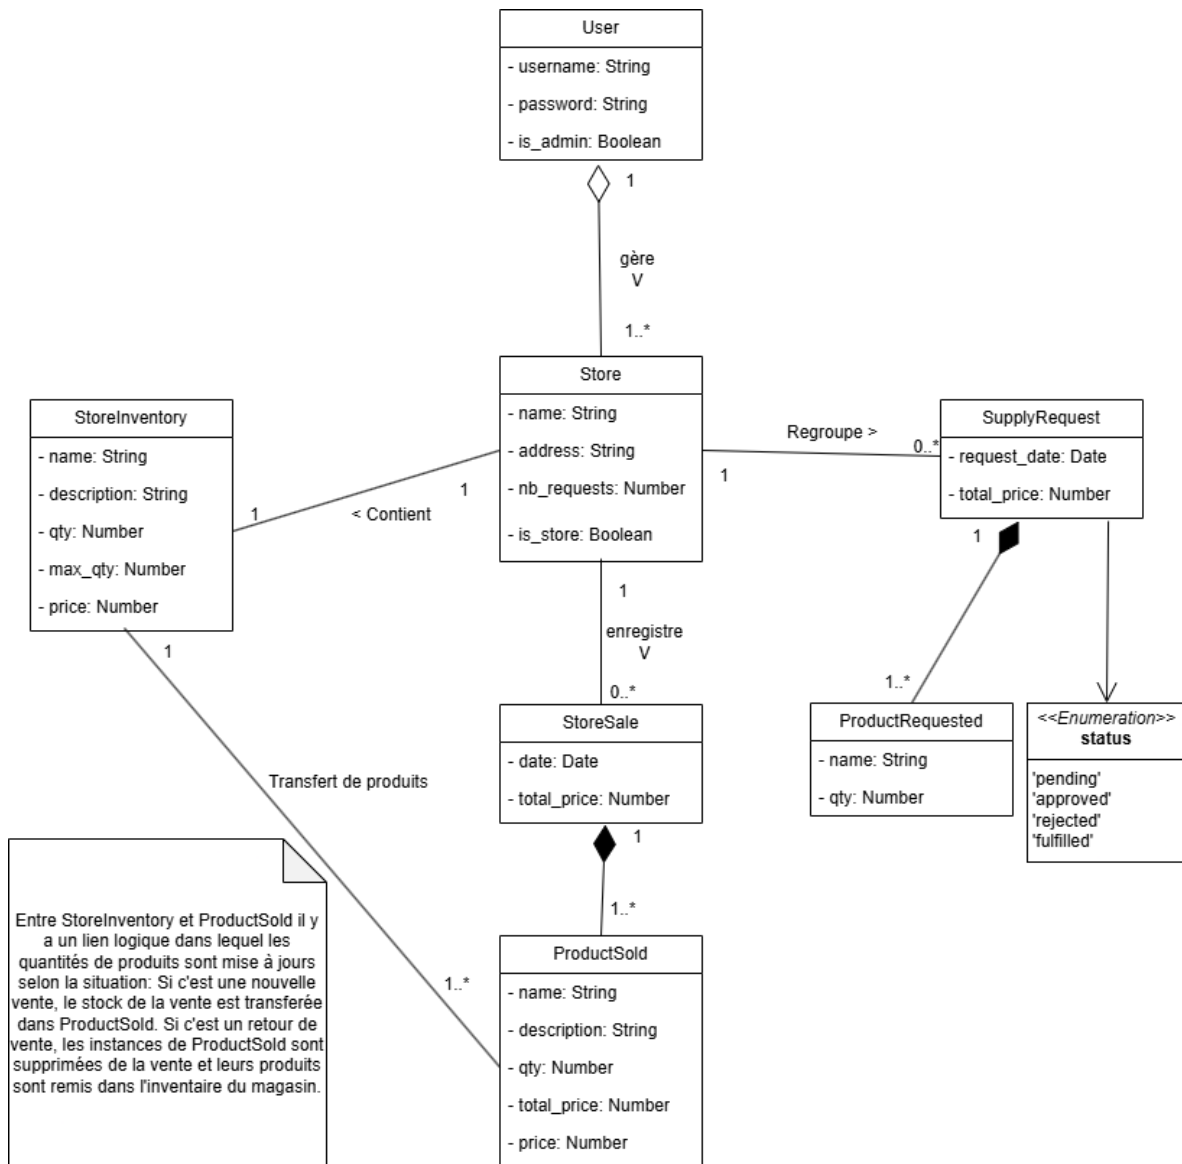 User
- username: String
- password: String
- is_admin: Boolean
1
gère
V
1..*
Store
- name: String
- address: String
- nb_requests: Number
- is_store: Boolean
StoreInventory
- name: String
- description: String
- qty: Number
- max_qty: Number
- price: Number
1
1
< Contient
Regroupe >
1
0..*
SupplyRequest
- request_date: Date
- total_price: Number
1
1..*
ProductRequested
- name: String
- qty: Number
<<Enumeration>>
status
'pending'
'approved'
'rejected'
'fulfilled'
1
enregistre
V
0..*
StoreSale
- date: Date
- total_price: Number
1
1..*
1
Transfert de produits
1..*
ProductSold
- name: String
- description: String
- qty: Number
- total_price: Number
- price: Number
Entre StoreInventory et ProductSold il y
a un lien logique dans lequel les
quantités de produits sont mise à jours
selon la situation: Si c'est une nouvelle
vente, le stock de la vente est transferée
dans ProductSold. Si c'est un retour de
vente, les instances de ProductSold sont
supprimées de la vente et leurs produits
sont remis dans l'inventaire du magasin.